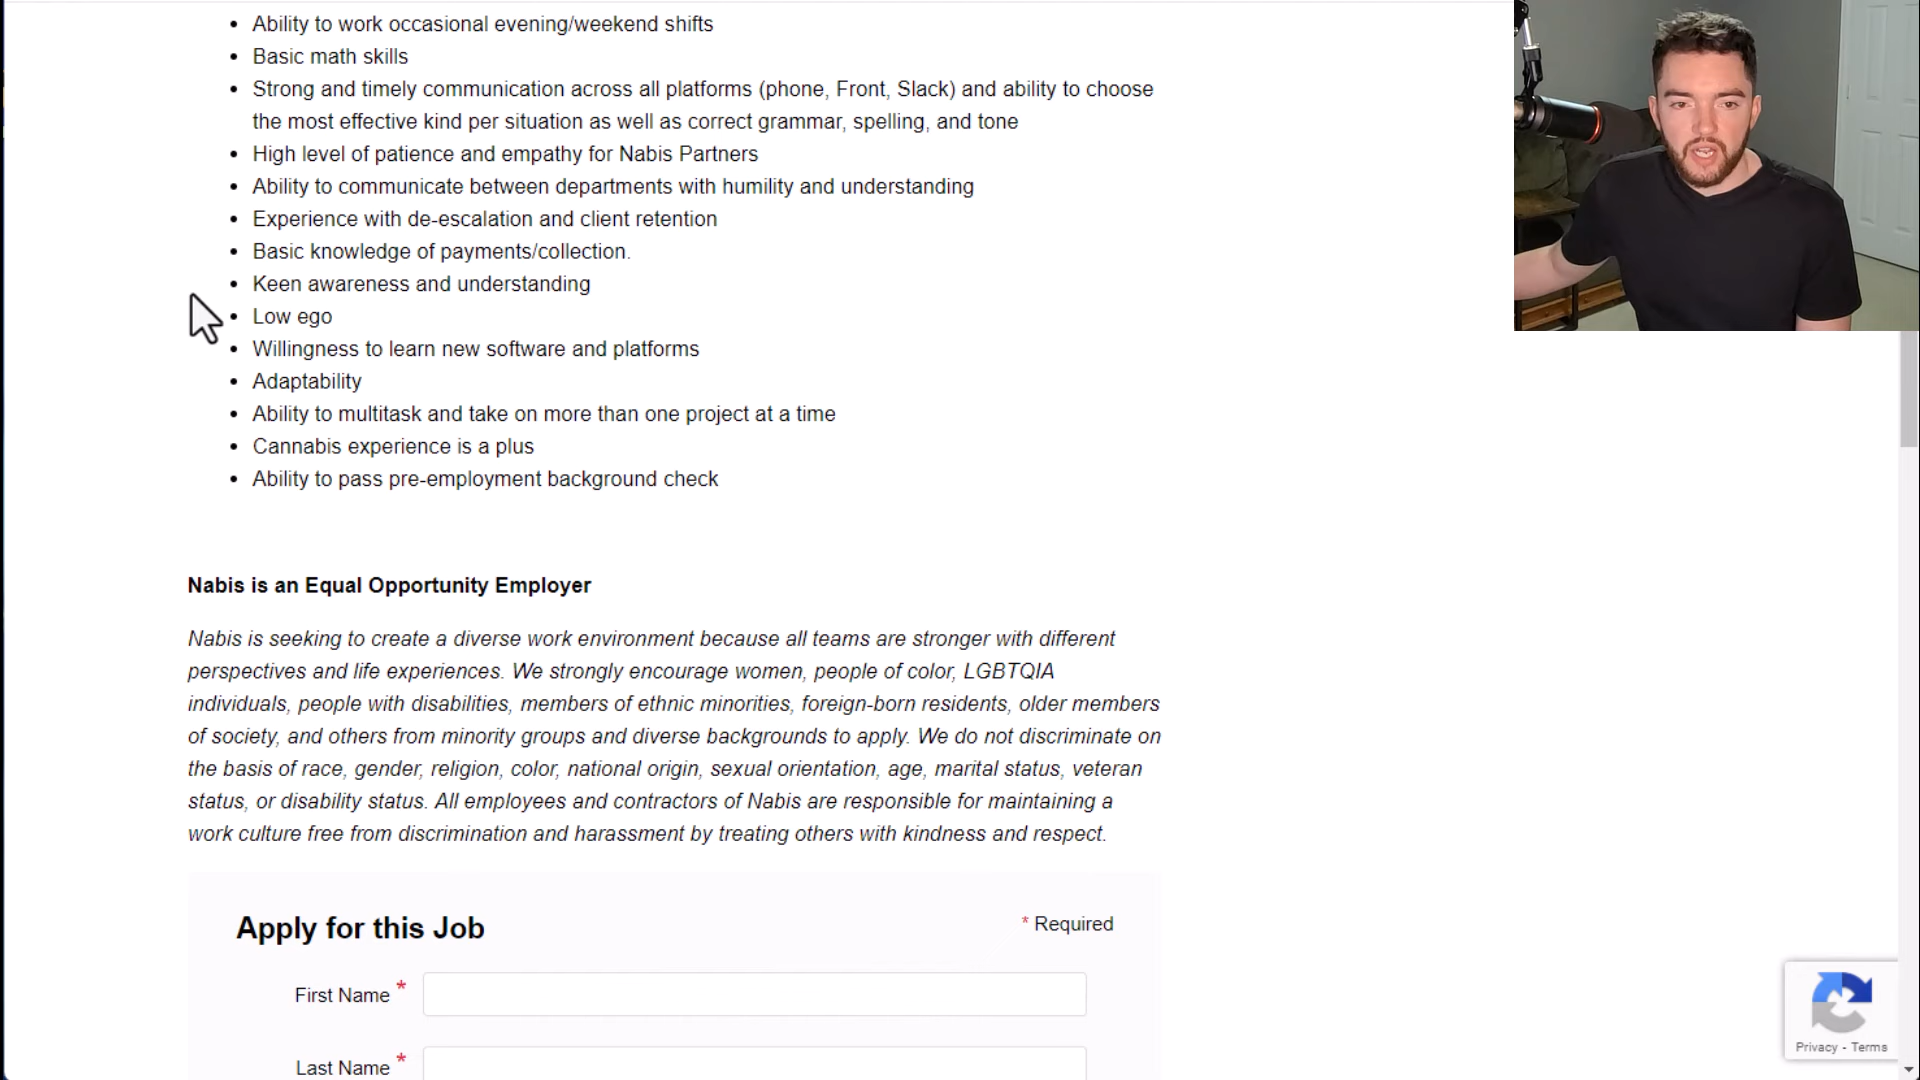 Ability to work occasional evening/weekend shifts
Basic math skills
Strong and timely communication across all platforms (phone, Front, Slack) and ability to choose
the most effective kind per situation as well as correct grammar, spelling, and tone
High level of patience and empathy for Nabis Partners
Ability to communicate between departments with humility and understanding
Experience with de-escalation and client retention
Basic knowledge of payments/collection.
Keen awareness and understanding
Low ego
Willingness to learn new software and platforms
Adaptability
Ability to multitask and take on more than one project at a time
Cannabis experience is a plus
Ability to pass pre-employment background check
Nabis is an Equal Opportunity Employer
Nabis is seeking to create a diverse work environment because all teams are stronger with different
perspectives and life experiences. We strongly encourage women, people of color, LGBTQIA
individuals, people with disabilities, members of ethnic minorities, foreign-born residents, older members
of society, and others from minority groups and diverse backgrounds to apply. We do not discriminate on
the basis of race, gender, religion, color, national origin, sexual orientation, age, marital status, veteran
status, or disability status. All employees and contractors of Nabis are responsible for maintaining a
work culture free from discrimination and harassment by treating others with kindness and respect.
Apply for this Job
* Required
First Name *
Last Name *
Privacy - Terms